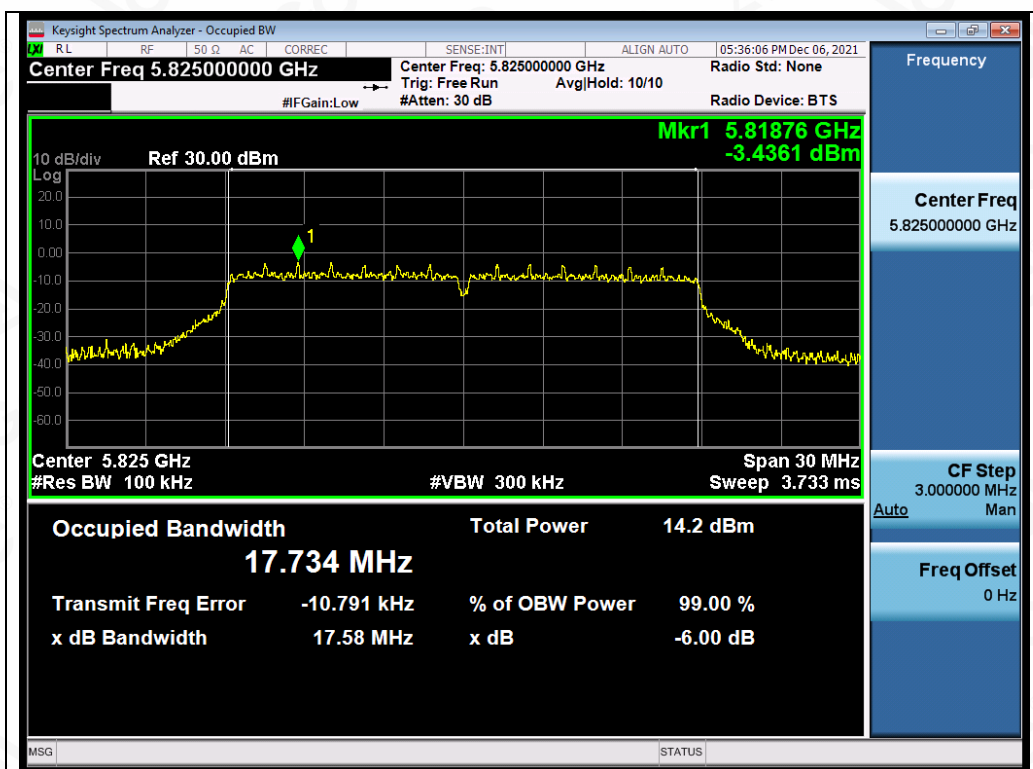 Keysight Spectrum Analyzer - Occupied BW
LXI RL RF 50 Ω AC CORREC SENSE:INT ALIGN AUTO 05:36:06 PM Dec 06, 2021
Center Freq 5.825000000 GHz
Center Freq: 5.825000000 GHz
Radio Std: None
Trig: Free Run Avg|Hold: 10/10
#IFGain:Low
#Atten: 30 dB
Radio Device: BTS
Mkr1 5.81876 GHz
-3.4361 dBm
10 dB/div Ref 30.00 dBm
Log
20.0
10.0
1
0.00
-10.0
-20.0
-30.0
-40.0
-50.0
-60.0
Center 5.825 GHz Span 30 MHz
#Res BW 100 kHz #VBW 300 kHz Sweep 3.733 ms
Occupied Bandwidth Total Power 14.2 dBm
17.734 MHz
Transmit Freq Error -10.791 kHz % of OBW Power 99.00 %
x dB Bandwidth 17.58 MHz x dB -6.00 dB
Frequency
Center Freq
5.825000000 GHz
CF Step
3.000000 MHz
Auto Man
Freq Offset
0 Hz
MSG STATUS